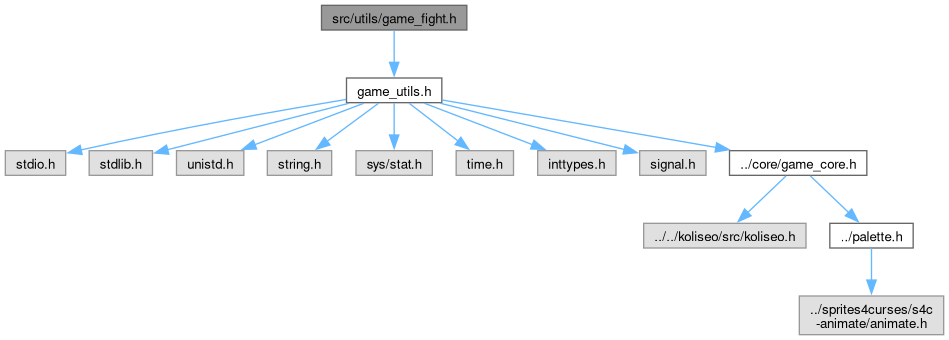 src/utils/game_fight.h
game_utils.h
stdio.h
stdlib.h
unistd.h
string.h
sys/stat.h
time.h
inttypes.h
signal.h
../core/game_core.h
../../koliseo/src/koliseo.h
../palette.h
../sprites4curses/s4c
-animate/animate.h